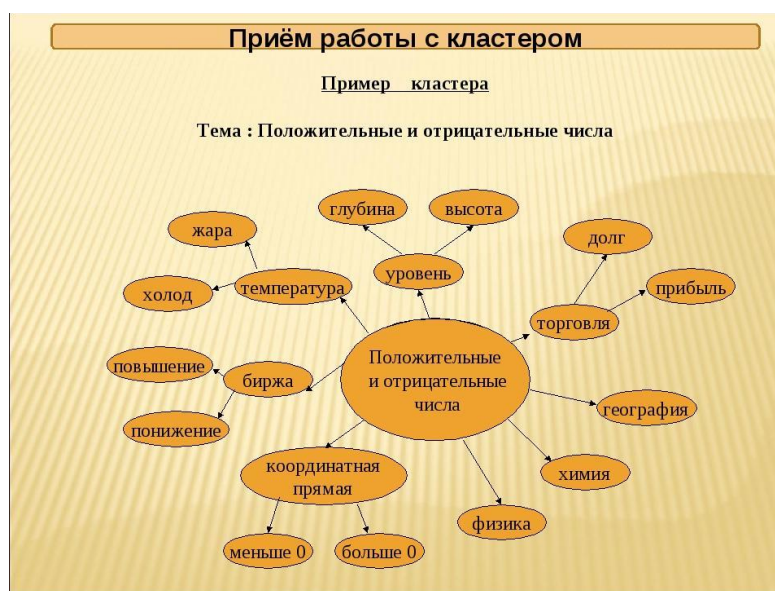 Приём работы с кластером
Пример кластера
Тема : Положительные и отрицательные числа
глубина
высота
жара
долг
уровень
холод
температура
прибыль
торговля
Положительные
и отрицательные
числа
повышение
биржа
география
понижение
координатная
прямая
химия
физика
меньше 0
больше 0